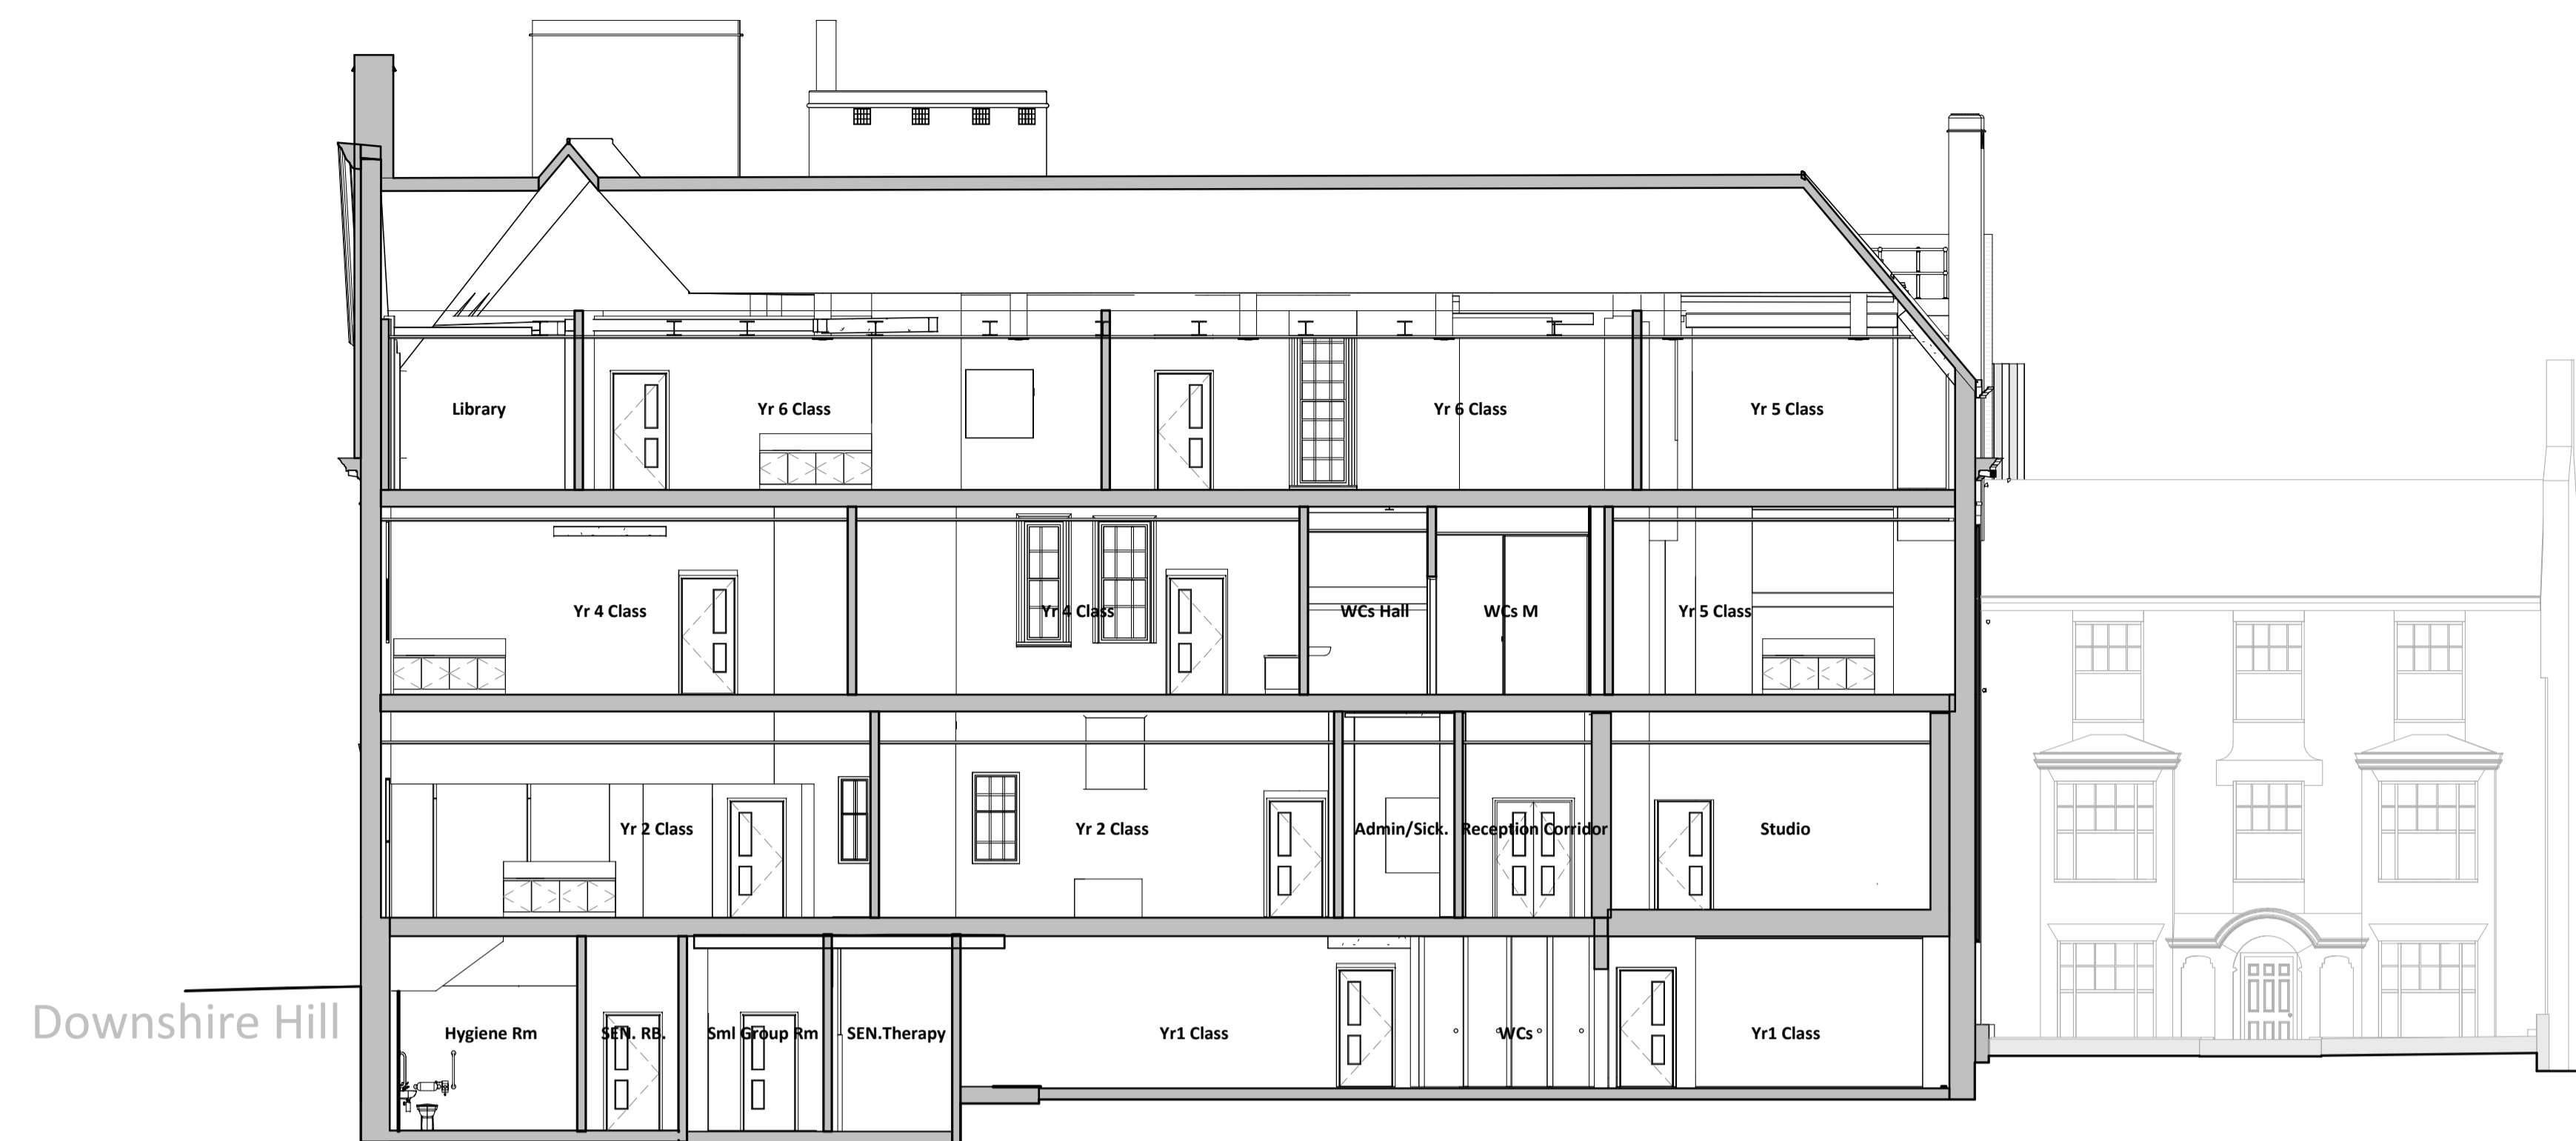 Library
Yr 6 Class
Yr 6 Class
Yr 5 Class
Yr 4 Class
Yr 4 Class
WCs Hall
WCs M
Yr 5 Class
Yr 2 Class
Yr 2 Class
Admin/Sick.
Reception Corridor
Studio
Downshire Hill
Hygiene Rm
SEN. RB.
Sml Group Rm
SEN.Therapy
Yr1 Class
WCs
Yr1 Class